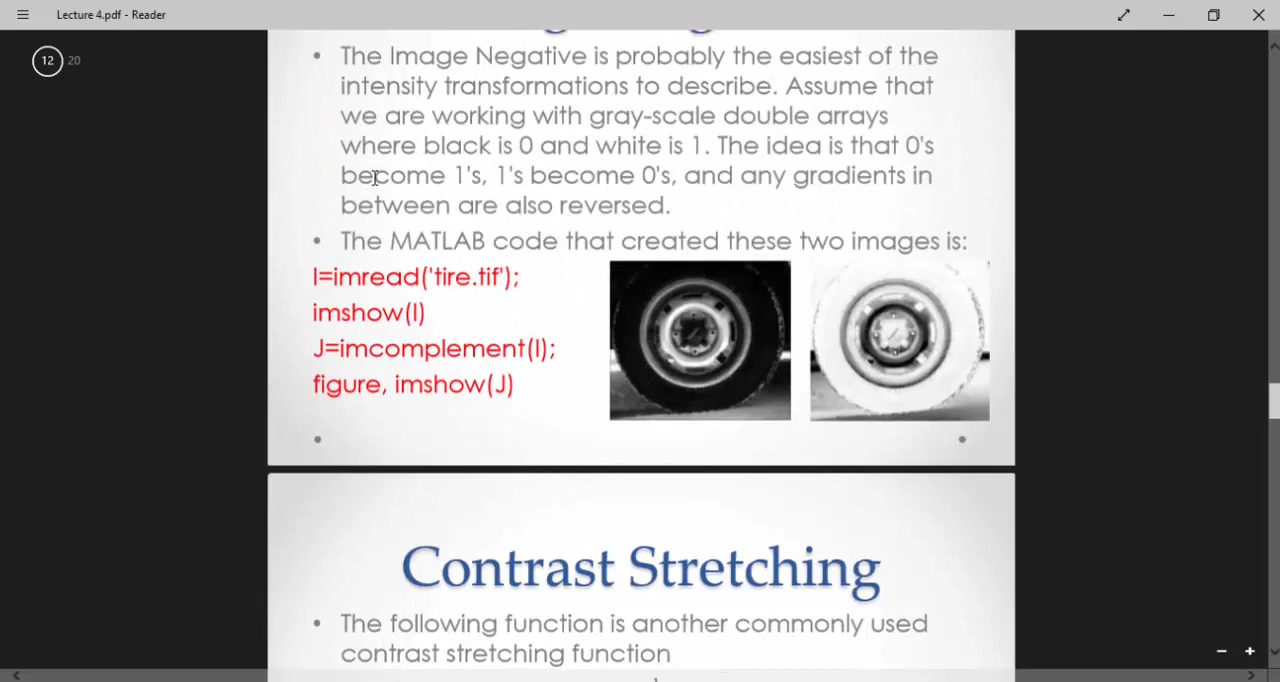 Lecture 4.pdf - Reader
12 20
• The Image Negative is probably the easiest of the
intensity transformations to describe. Assume that
we are working with gray-scale double arrays
where black is 0 and white is 1. The idea is that 0's
become 1's, 1's become 0's, and any gradients in
between are also reversed.
• The MATLAB code that created these two images is:
I=imread('tire.tif');
imshow(I)
J=imcomplement(I);
figure, imshow(J)
Contrast Stretching
• The following function is another commonly used
contrast stretching function